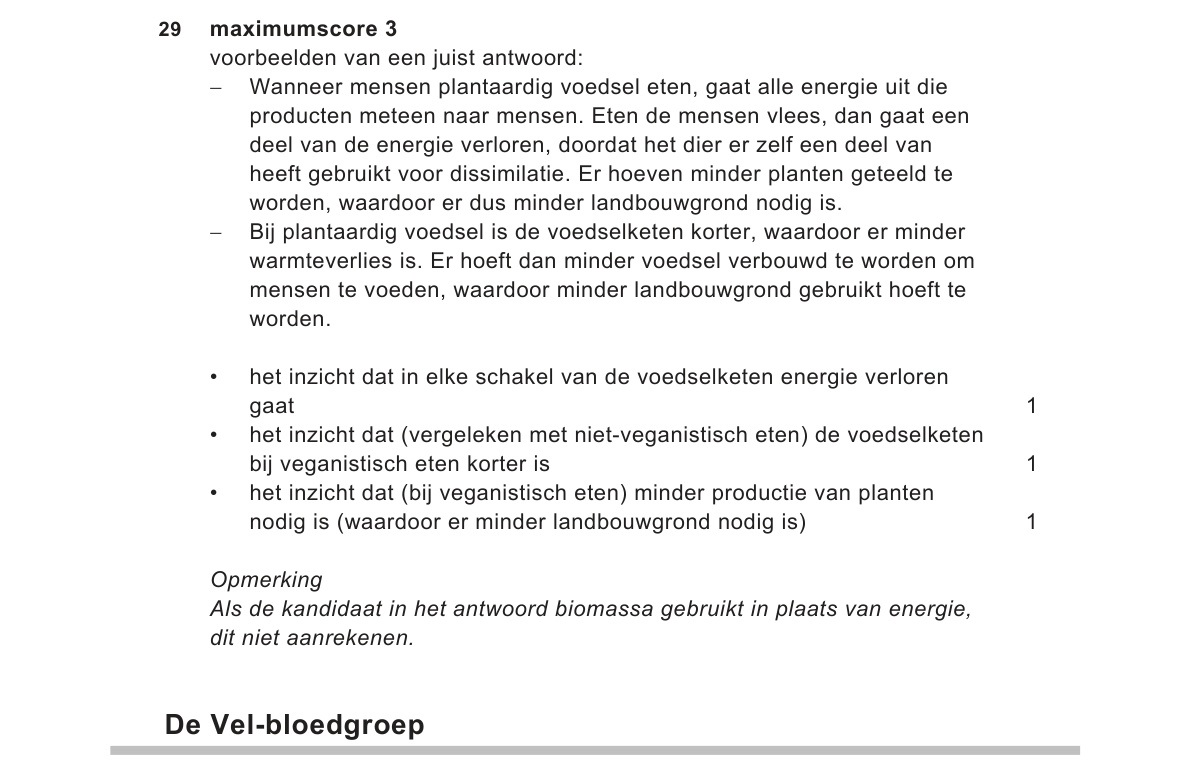 29 maximumscore 3
voorbeelden van een juist antwoord:
– Wanneer mensen plantaardig voedsel eten, gaat alle energie uit die
producten meteen naar mensen. Eten de mensen vlees, dan gaat een
deel van de energie verloren, doordat het dier er zelf een deel van
heeft gebruikt voor dissimilatie. Er hoeven minder planten geteeld te
worden, waardoor er dus minder landbouwgrond nodig is.
– Bij plantaardig voedsel is de voedselketen korter, waardoor er minder
warmteverlies is. Er hoeft dan minder voedsel verbouwd te worden om
mensen te voeden, waardoor minder landbouwgrond gebruikt hoeft te
worden.
• het inzicht dat in elke schakel van de voedselketen energie verloren
gaat 1
• het inzicht dat (vergeleken met niet-veganistisch eten) de voedselketen
bij veganistisch eten korter is 1
• het inzicht dat (bij veganistisch eten) minder productie van planten
nodig is (waardoor er minder landbouwgrond nodig is) 1
Opmerking
Als de kandidaat in het antwoord biomassa gebruikt in plaats van energie,
dit niet aanrekenen.
De Vel-bloedgroep